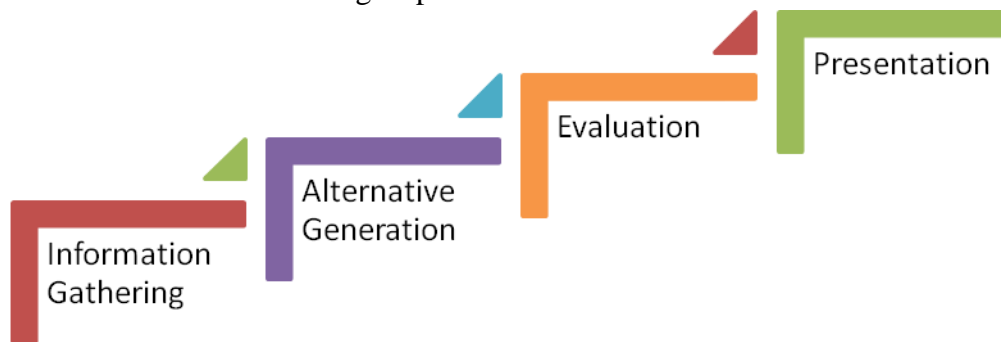 Information
Gathering
Alternative
Generation
Evaluation
Presentation